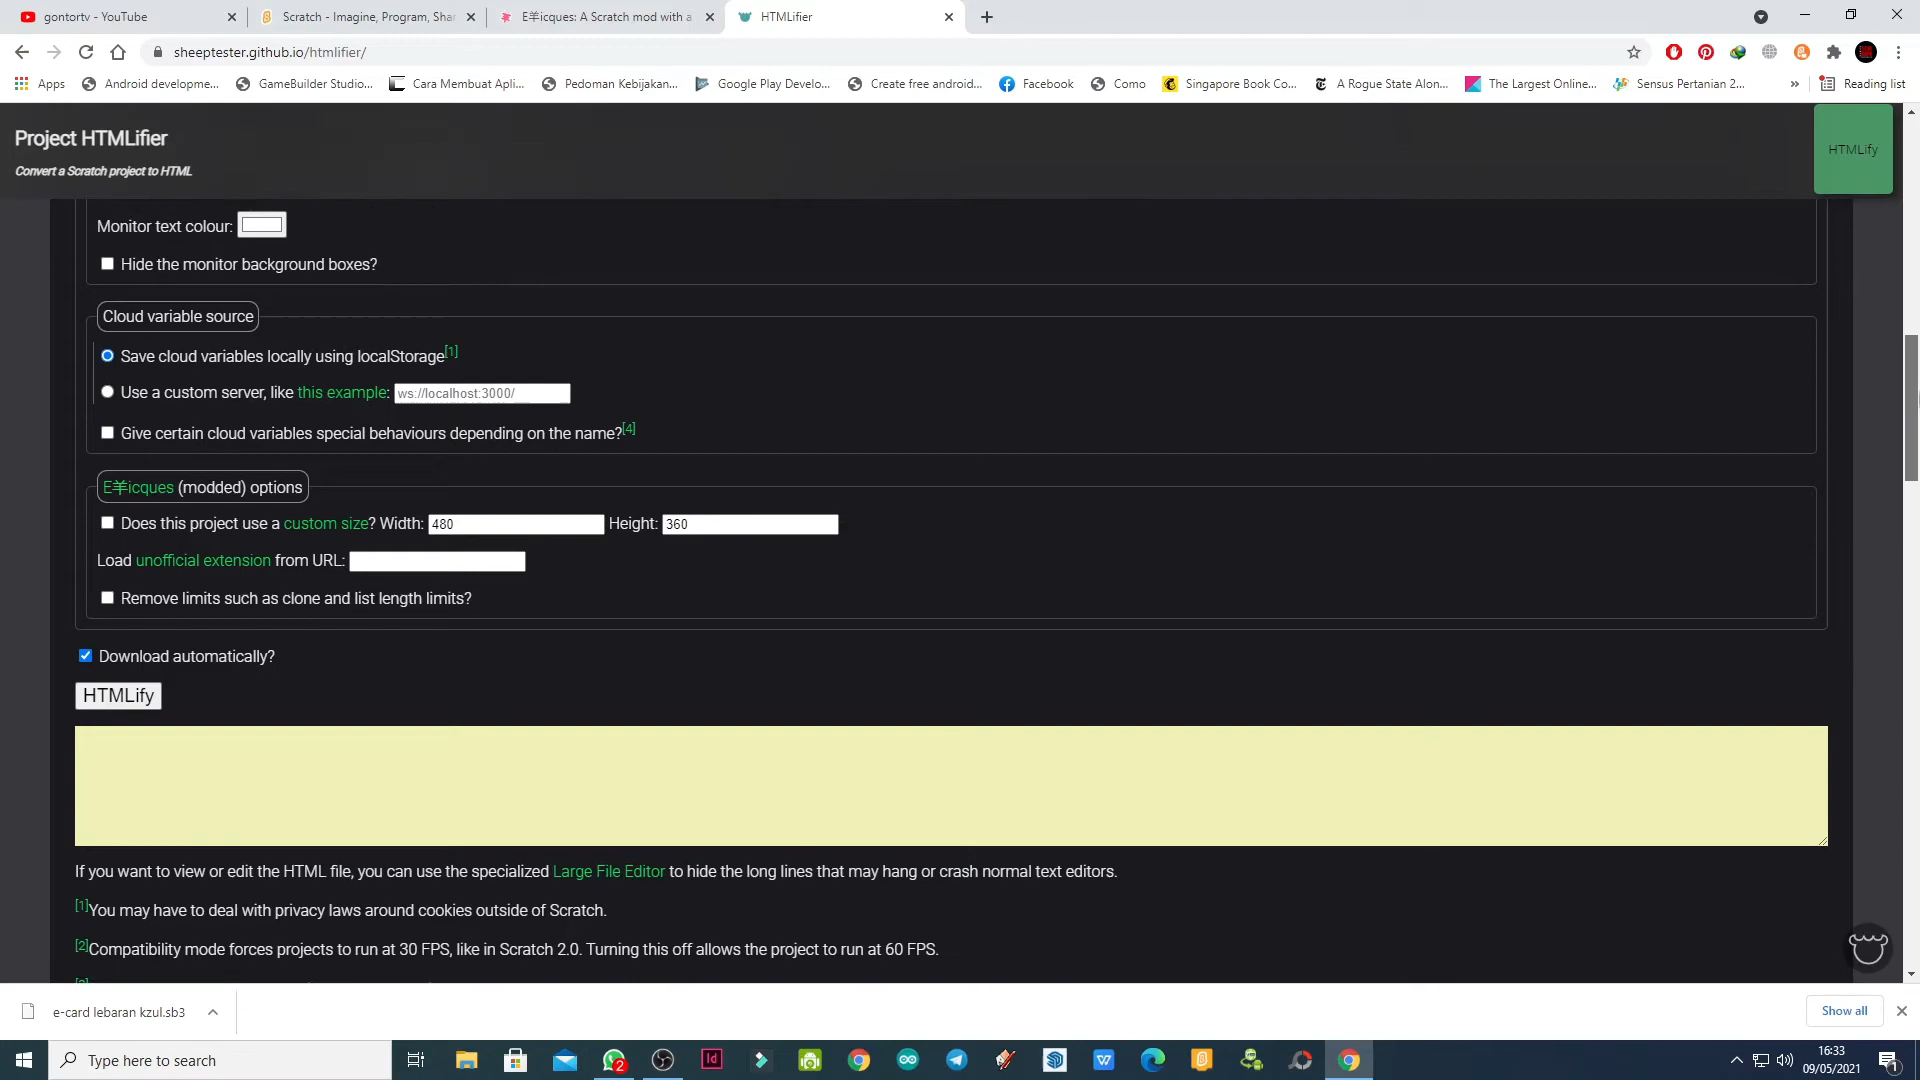 gontortv - YouTube
Scratch - Imagine, Program, Shar
E羊icques: A Scratch mod with a
HTMLifier
sheeptester.github.io/htmlifier/
Apps
Android developme...
GameBuilder Studio...
Cara Membuat Apli...
Pedoman Kebijakan...
Google Play Develo...
Create free android...
Facebook
Como
Singapore Book Co...
A Rogue State Alon...
The Largest Online...
Sensus Pertanian 2...
»
Reading list
Project HTMLifier
Convert a Scratch project to HTML
HTMLify
Monitor text colour:
Hide the monitor background boxes?
Cloud variable source
Save cloud variables locally using localStorage[1]
Use a custom server, like this example: ws://localhost:3000/
Give certain cloud variables special behaviours depending on the name?[4]
E羊icques (modded) options
Does this project use a custom size? Width: 480 Height: 360
Load unofficial extension from URL:
Remove limits such as clone and list length limits?
Download automatically?
HTMLify
If you want to view or edit the HTML file, you can use the specialized Large File Editor to hide the long lines that may hang or crash normal text editors.
[1]You may have to deal with privacy laws around cookies outside of Scratch.
[2]Compatibility mode forces projects to run at 30 FPS, like in Scratch 2.0. Turning this off allows the project to run at 60 FPS.
e-card lebaran kzul.sb3
Show all
Type here to search
2
Id
16:33
09/05/2021
1